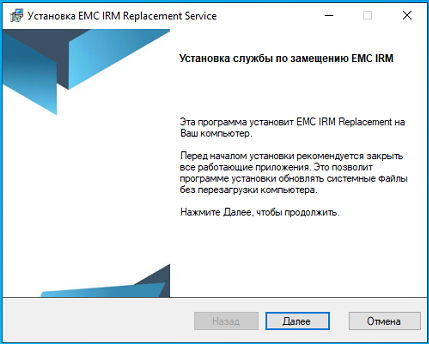 Установка EMC IRM Replacement Service
Установка службы по замещению EMC IRM
Эта программа установит EMC IRM Replacement на
Ваш компьютер.
Перед началом установки рекомендуется закрыть
все работающие приложения. Это позволит
программе установки обновлять системные файлы
без перезагрузки компьютера.
Нажмите Далее, чтобы продолжить.
Назад
Далее
Отмена